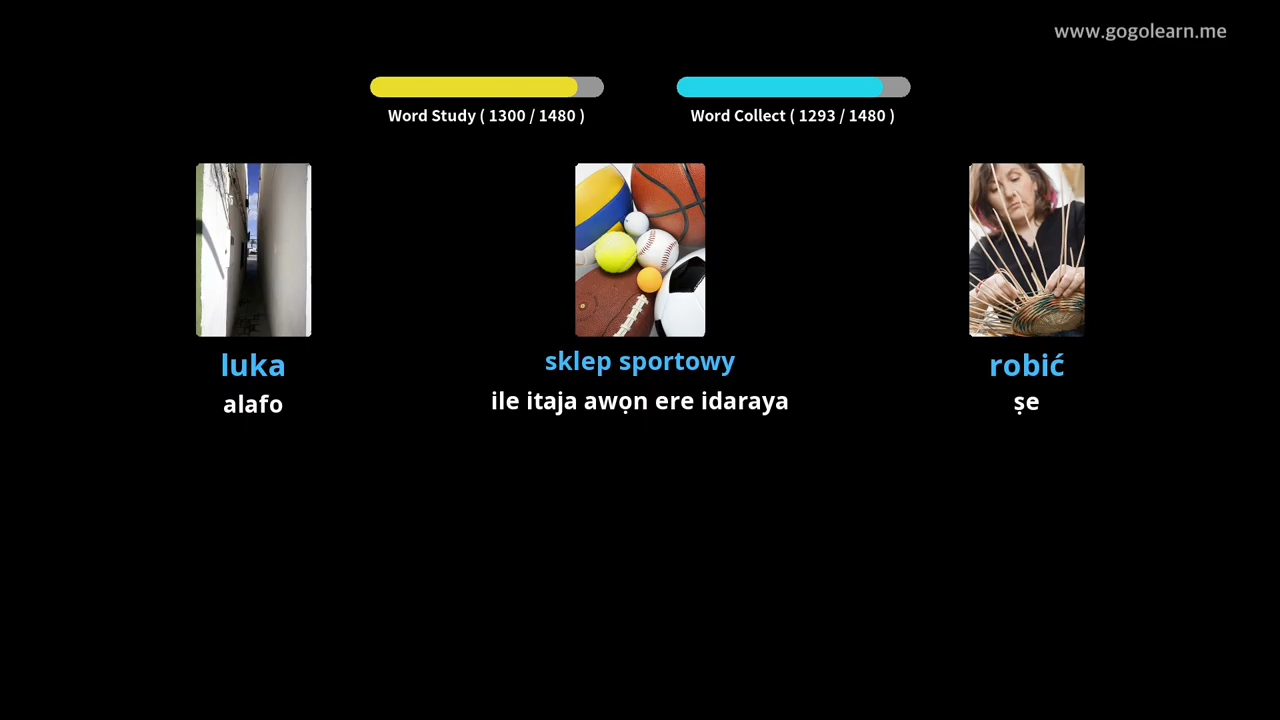 www.gogolearn.me
Word Study ( 1300 / 1480 )
Word Collect ( 1293 / 1480 )
luka
alafo
sklep sportowy
ile itaja awọn ere idaraya
robić
ṣe